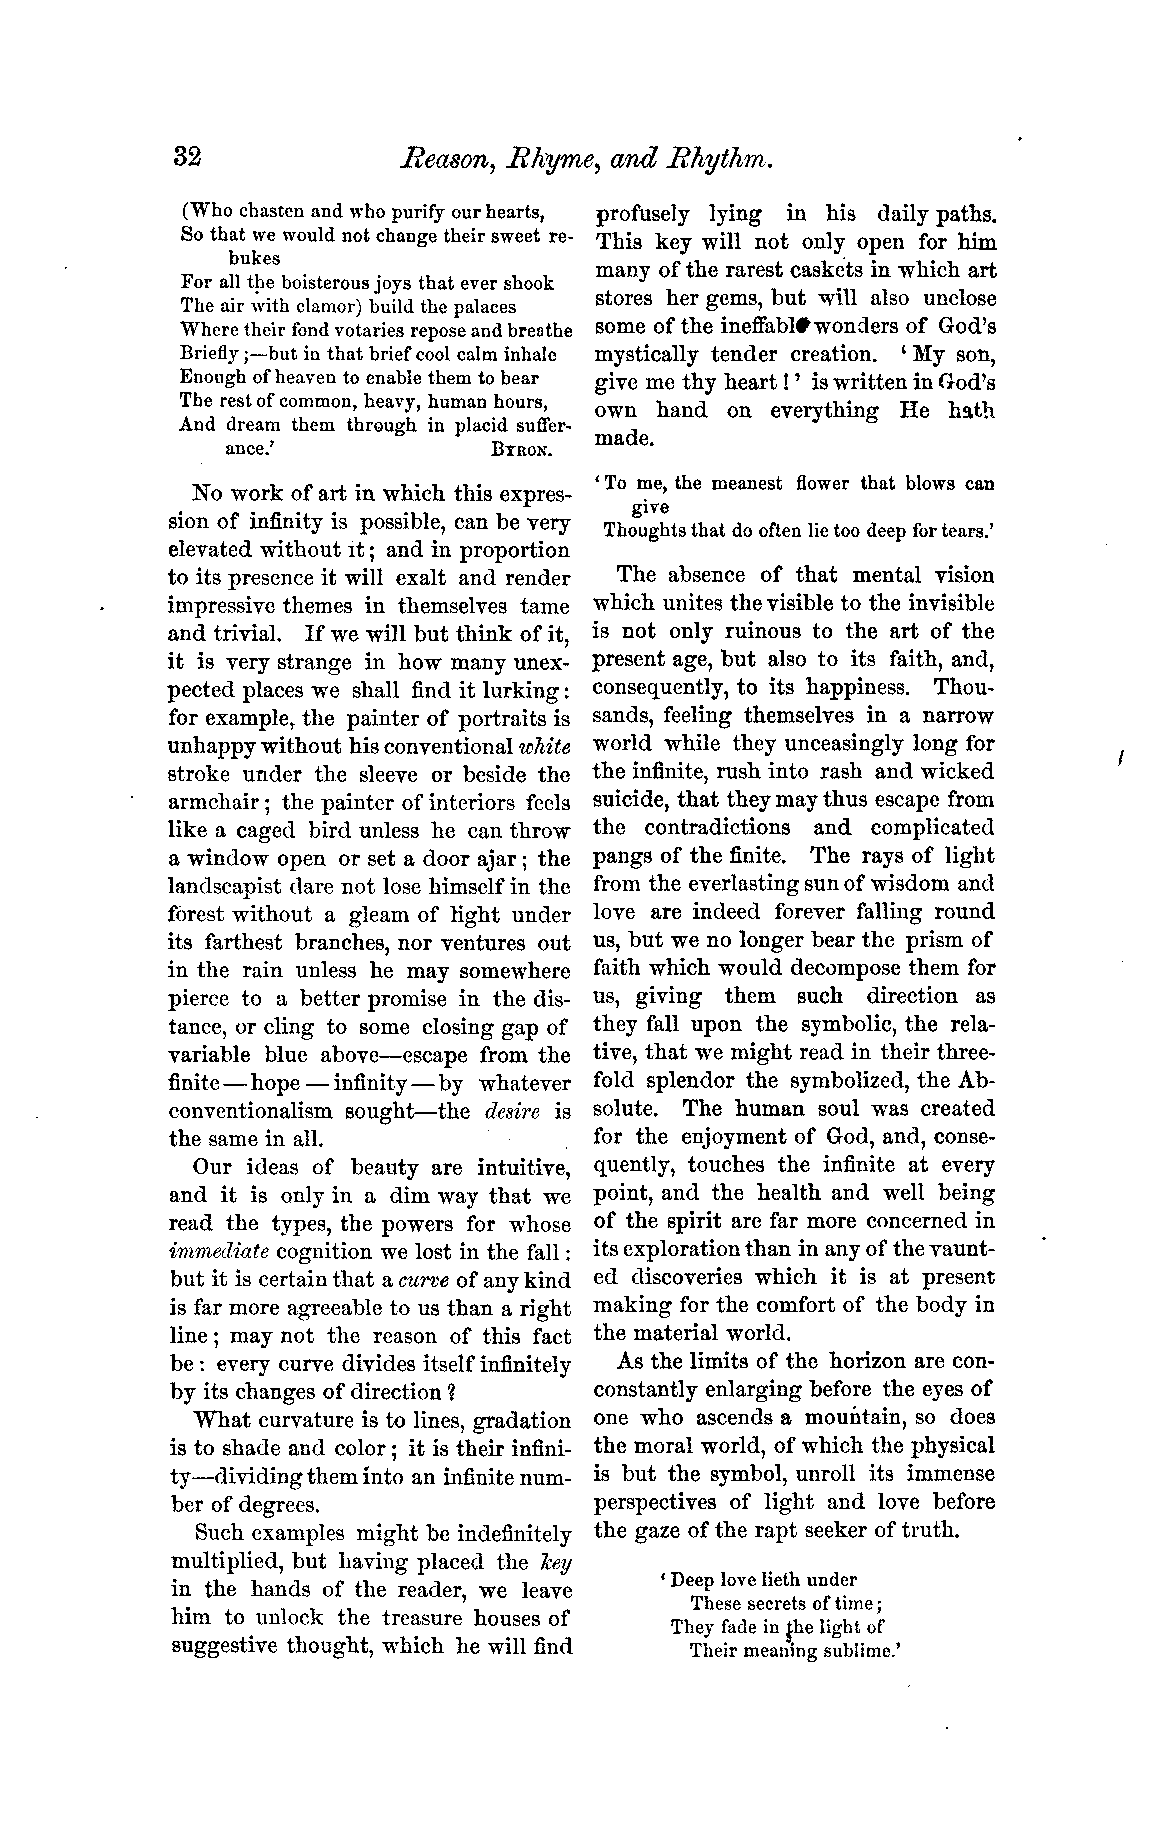 32 Reason, Rhyme, and Rhythm.
(Who chasten and who purify our hearts,
So that we would not change their sweet re-
bukes
For all the boisterous joys that ever shook
The air with clamor) build the palaces
Where their fond votaries repose and breathe
Briefly;—but in that brief cool calm inhale
Enough of heaven to enable them to bear
The rest of common, heavy, human hours,
And dream them through in placid suffer-
ance.' BYRON.
No work of art in which this expres-
sion of infinity is possible, can be very
elevated without it; and in proportion
to its presence it will exalt and render
impressive themes in themselves tame
and trivial. If we will but think of it,
it is very strange in how many unex-
pected places we shall find it lurking:
for example, the painter of portraits is
unhappy without his conventional white
stroke under the sleeve or beside the
armchair; the painter of interiors feels
like a caged bird unless he can throw
a window open or set a door ajar; the
landscapist dare not lose himself in the
forest without a gleam of light under
its farthest branches, nor ventures out
in the rain unless he may somewhere
pierce to a better promise in the dis-
tance, or cling to some closing gap of
variable blue above—escape from the
finite—hope—infinity—by whatever
conventionalism sought—the desire is
the same in all.
Our ideas of beauty are intuitive,
and it is only in a dim way that we
read the types, the powers for whose
immediate cognition we lost in the fall:
but it is certain that a curve of any kind
is far more agreeable to us than a right
line; may not the reason of this fact
be: every curve divides itself infinitely
by its changes of direction?
What curvature is to lines, gradation
is to shade and color; it is their infini-
ty—dividing them into an infinite num-
ber of degrees.
Such examples might be indefinitely
multiplied, but having placed the key
in the hands of the reader, we leave
him to unlock the treasure houses of
suggestive thought, which he will find
profusely lying in his daily paths.
This key will not only open for him
many of the rarest caskets in which art
stores her gems, but will also unclose
some of the ineffable wonders of God's
mystically tender creation. 'My son,
give me thy heart!' is written in God's
own hand on everything He hath
made.
'To me, the meanest flower that blows can
give
Thoughts that do often lie too deep for tears.'
The absence of that mental vision
which unites the visible to the invisible
is not only ruinous to the art of the
present age, but also to its faith, and,
consequently, to its happiness. Thou-
sands, feeling themselves in a narrow
world while they unceasingly long for
the infinite, rush into rash and wicked
suicide, that they may thus escape from
the contradictions and complicated
pangs of the finite. The rays of light
from the everlasting sun of wisdom and
love are indeed forever falling round
us, but we no longer bear the prism of
faith which would decompose them for
us, giving them such direction as
they fall upon the symbolic, the rela-
tive, that we might read in their three-
fold splendor the symbolized, the Ab-
solute. The human soul was created
for the enjoyment of God, and, conse-
quently, touches the infinite at every
point, and the health and well being
of the spirit are far more concerned in
its exploration than in any of the vaunt-
ed discoveries which it is at present
making for the comfort of the body in
the material world.
As the limits of the horizon are con-
constantly enlarging before the eyes of
one who ascends a mountain, so does
the moral world, of which the physical
is but the symbol, unroll its immense
perspectives of light and love before
the gaze of the rapt seeker of truth.
'Deep love lieth under
These secrets of time;
They fade in the light of
Their meaning sublime.'